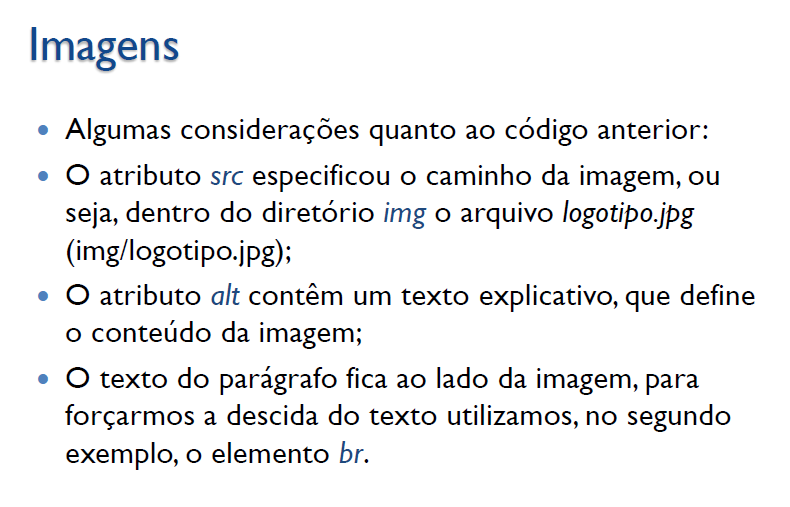 Imagens
• Algumas considerações quanto ao código anterior:
• O atributo src especificou o caminho da imagem, ou
seja, dentro do diretório img o arquivo logotipo.jpg
(img/logotipo.jpg);
• O atributo alt contêm um texto explicativo, que define
o conteúdo da imagem;
• O texto do parágrafo fica ao lado da imagem, para
forçarmos a descida do texto utilizamos, no segundo
exemplo, o elemento br.